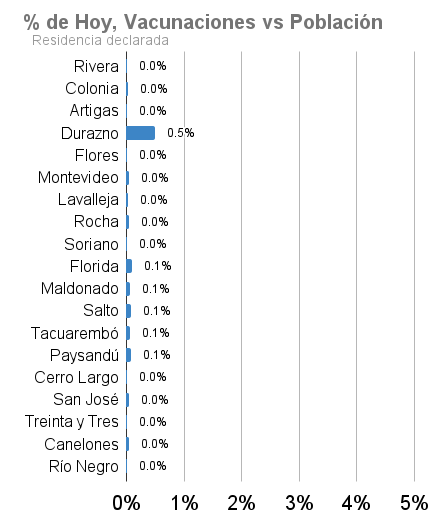 % de Hoy, Vacunaciones vs Población
Residencia declarada
Rivera 0.0%
Colonia 0.0%
Artigas 0.0%
Durazno 0.5%
Flores 0.0%
Montevideo 0.0%
Lavalleja 0.0%
Rocha 0.0%
Soriano 0.0%
Florida 0.1%
Maldonado 0.1%
Salto 0.1%
Tacuarembó 0.1%
Paysandú 0.1%
Cerro Largo 0.0%
San José 0.0%
Treinta y Tres 0.0%
Canelones 0.0%
Río Negro 0.0%
0% 1% 2% 3% 4% 5%